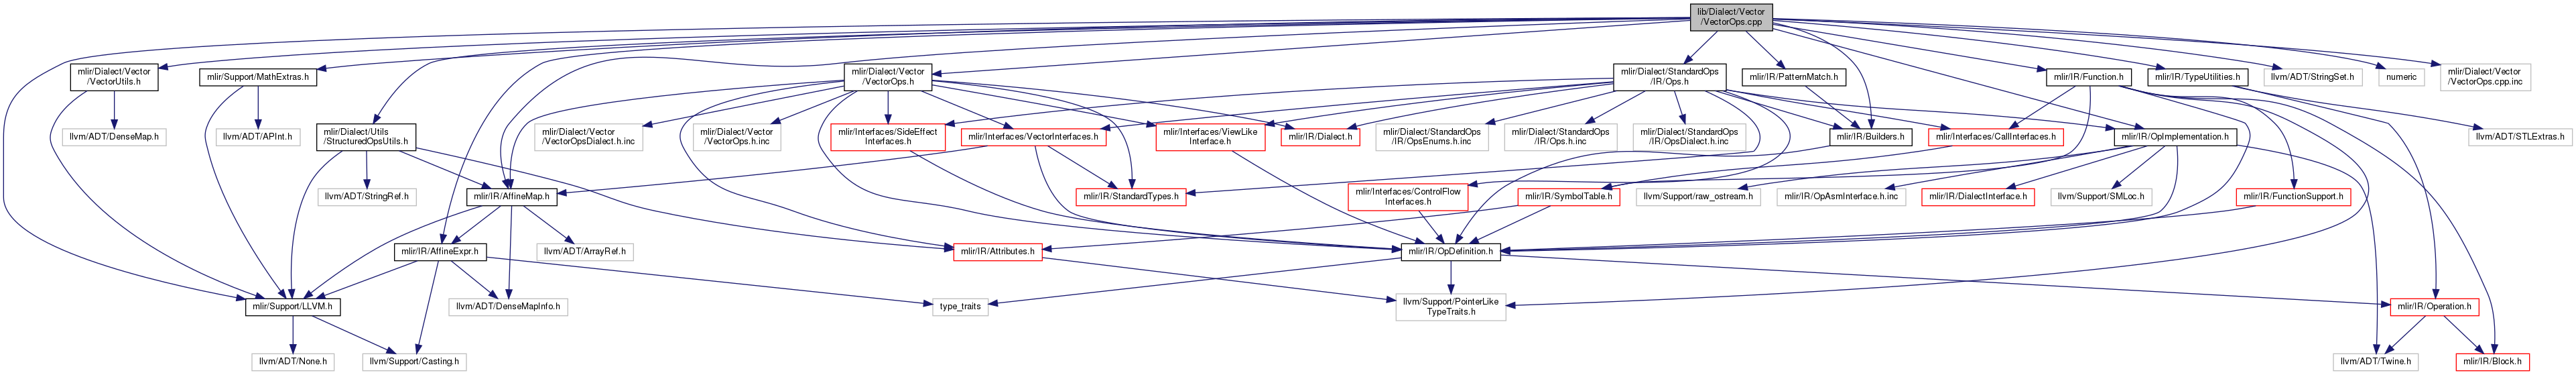 lib/Dialect/Vector
/VectorOps.cpp
mlir/Dialect/Vector
/VectorUtils.h
mlir/Support/MathExtras.h
mlir/Dialect/Vector
/VectorOps.h
mlir/Dialect/StandardOps
/IR/Ops.h
mlir/IR/PatternMatch.h
mlir/IR/Function.h
mlir/IR/TypeUtilities.h
llvm/ADT/StringSet.h
numeric
mlir/Dialect/Vector
/VectorOps.cpp.inc
llvm/ADT/DenseMap.h
llvm/ADT/APInt.h
mlir/Dialect/Utils
/StructuredOpsUtils.h
mlir/Dialect/Vector
/VectorOpsDialect.h.inc
mlir/Dialect/Vector
/VectorOps.h.inc
mlir/Interfaces/SideEffect
Interfaces.h
mlir/Interfaces/VectorInterfaces.h
mlir/Interfaces/ViewLike
Interface.h
mlir/IR/Dialect.h
mlir/Dialect/StandardOps
/IR/OpsEnums.h.inc
mlir/Dialect/StandardOps
/IR/Ops.h.inc
mlir/Dialect/StandardOps
/IR/OpsDialect.h.inc
mlir/IR/Builders.h
mlir/Interfaces/CallInterfaces.h
mlir/IR/OpImplementation.h
llvm/ADT/STLExtras.h
llvm/ADT/StringRef.h
mlir/IR/AffineMap.h
mlir/IR/StandardTypes.h
mlir/Interfaces/ControlFlow
Interfaces.h
mlir/IR/SymbolTable.h
llvm/Support/raw_ostream.h
mlir/IR/OpAsmInterface.h.inc
mlir/IR/DialectInterface.h
llvm/Support/SMLoc.h
mlir/IR/FunctionSupport.h
mlir/IR/AffineExpr.h
llvm/ADT/ArrayRef.h
mlir/IR/Attributes.h
mlir/IR/OpDefinition.h
mlir/Support/LLVM.h
llvm/ADT/DenseMapInfo.h
type_traits
llvm/Support/PointerLike
TypeTraits.h
mlir/IR/Operation.h
llvm/ADT/None.h
llvm/Support/Casting.h
llvm/ADT/Twine.h
mlir/IR/Block.h